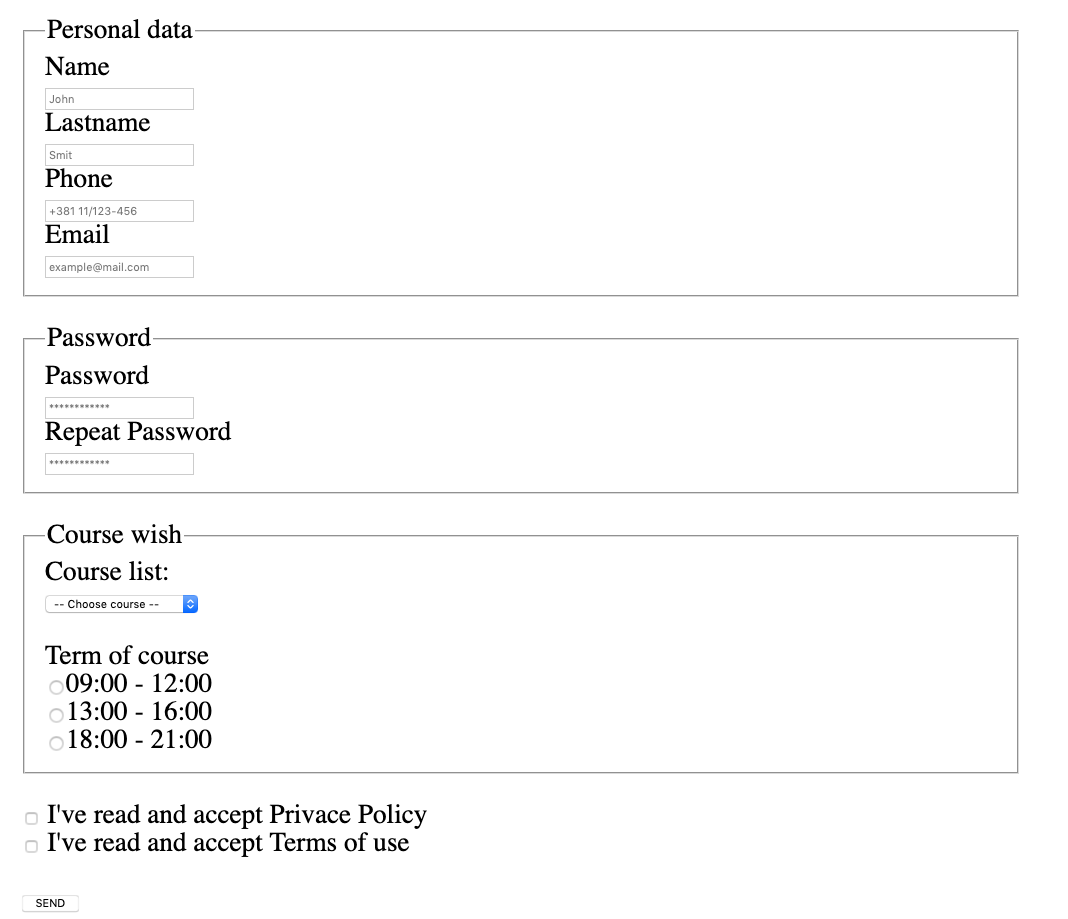 Personal data
Name
John
Lastname
Smit
Phone
+381 11/123-456
Email
example@mail.com
Password
Password
************
Repeat Password
************
Course wish
Course list:
-- Choose course --
Term of course
09:00 - 12:00
13:00 - 16:00
18:00 - 21:00
I've read and accept Privace Policy
I've read and accept Terms of use
SEND